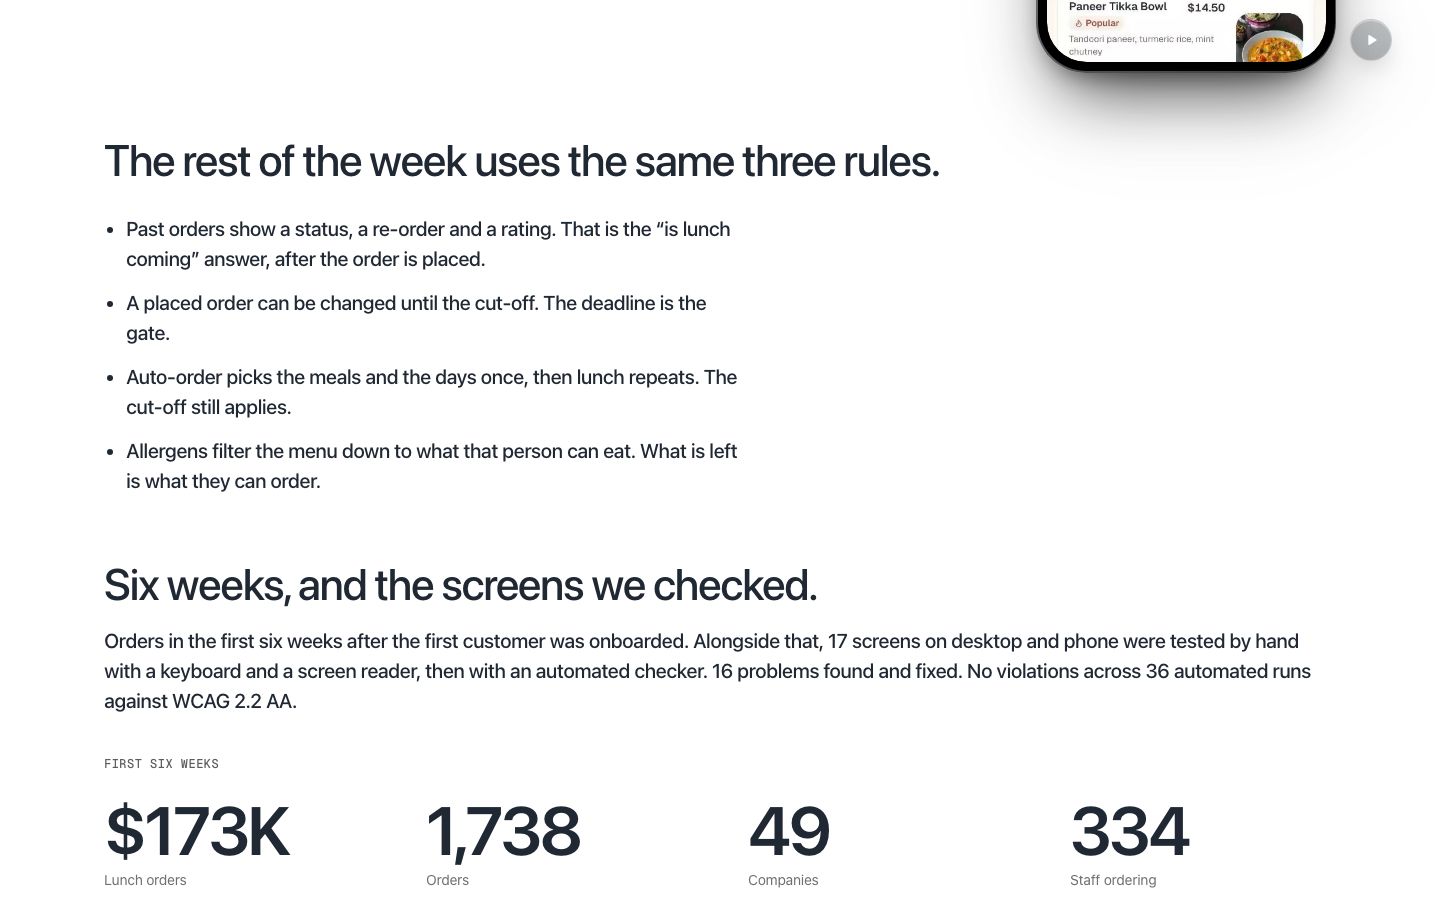 Paneer Tikka Bowl
$14.50
Popular
Tandoori paneer, turmeric rice, mint
chutney
The rest of the week uses the same three rules.
• Past orders show a status, a re-order and a rating. That is the “is lunch
coming” answer, after the order is placed.
• A placed order can be changed until the cut-off. The deadline is the
gate.
• Auto-order picks the meals and the days once, then lunch repeats. The
cut-off still applies.
• Allergens filter the menu down to what that person can eat. What is left
is what they can order.
Six weeks, and the screens we checked.
Orders in the first six weeks after the first customer was onboarded. Alongside that, 17 screens on desktop and phone were tested by hand
with a keyboard and a screen reader, then with an automated checker. 16 problems found and fixed. No violations across 36 automated runs
against WCAG 2.2 AA.
FIRST SIX WEEKS
$173K
Lunch orders
1,738
Orders
49
Companies
334
Staff ordering